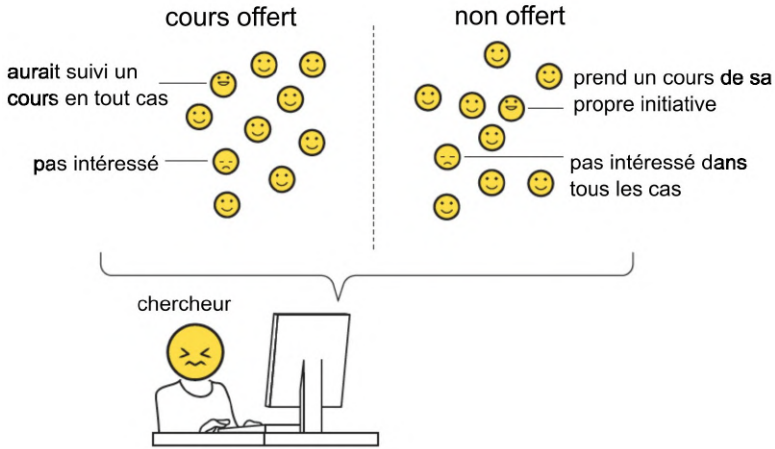 cours offert
non offert
aurait suivi un
cours en tout cas
prend un cours de sa
propre initiative
pas intéressé
pas intéressé dans
tous les cas
chercheur